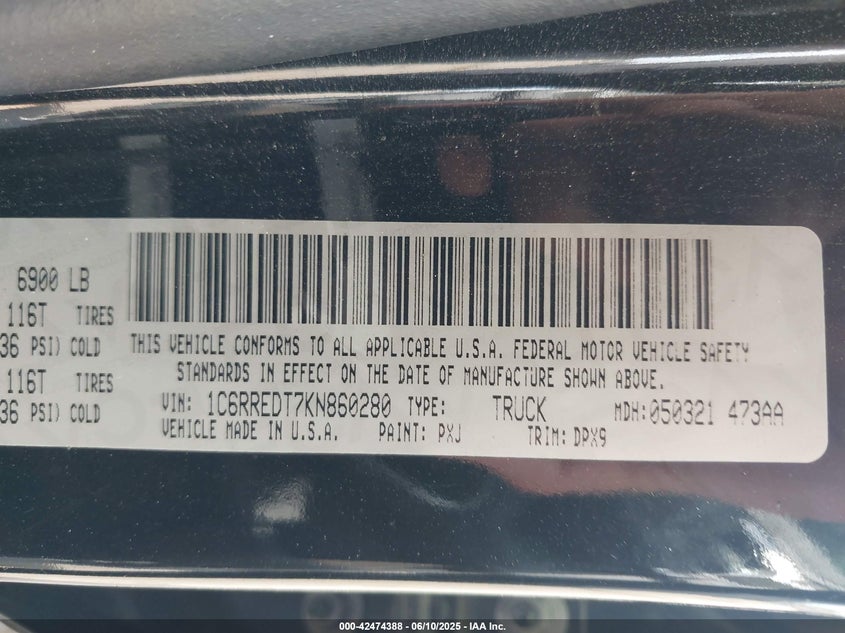 6900 LB
116T TIRES
36 PSI) COLD
116T TIRES
36 PSI) COLD
THIS VEHICLE CONFORMS TO ALL APPLICABLE U.S.A. FEDERAL MOTOR VEHICLE SAFETY
STANDARDS IN EFFECT ON THE DATE OF MANUFACTURE SHOWN ABOVE.
VIN: 1C6RREDT7KN860280 TYPE: TRUCK MDH:050321 473AA
VEHICLE MADE IN U.S.A. PAINT: PXJ TRIM: DPX9
000-42474388 - 06/10/2025 - IAA Inc.